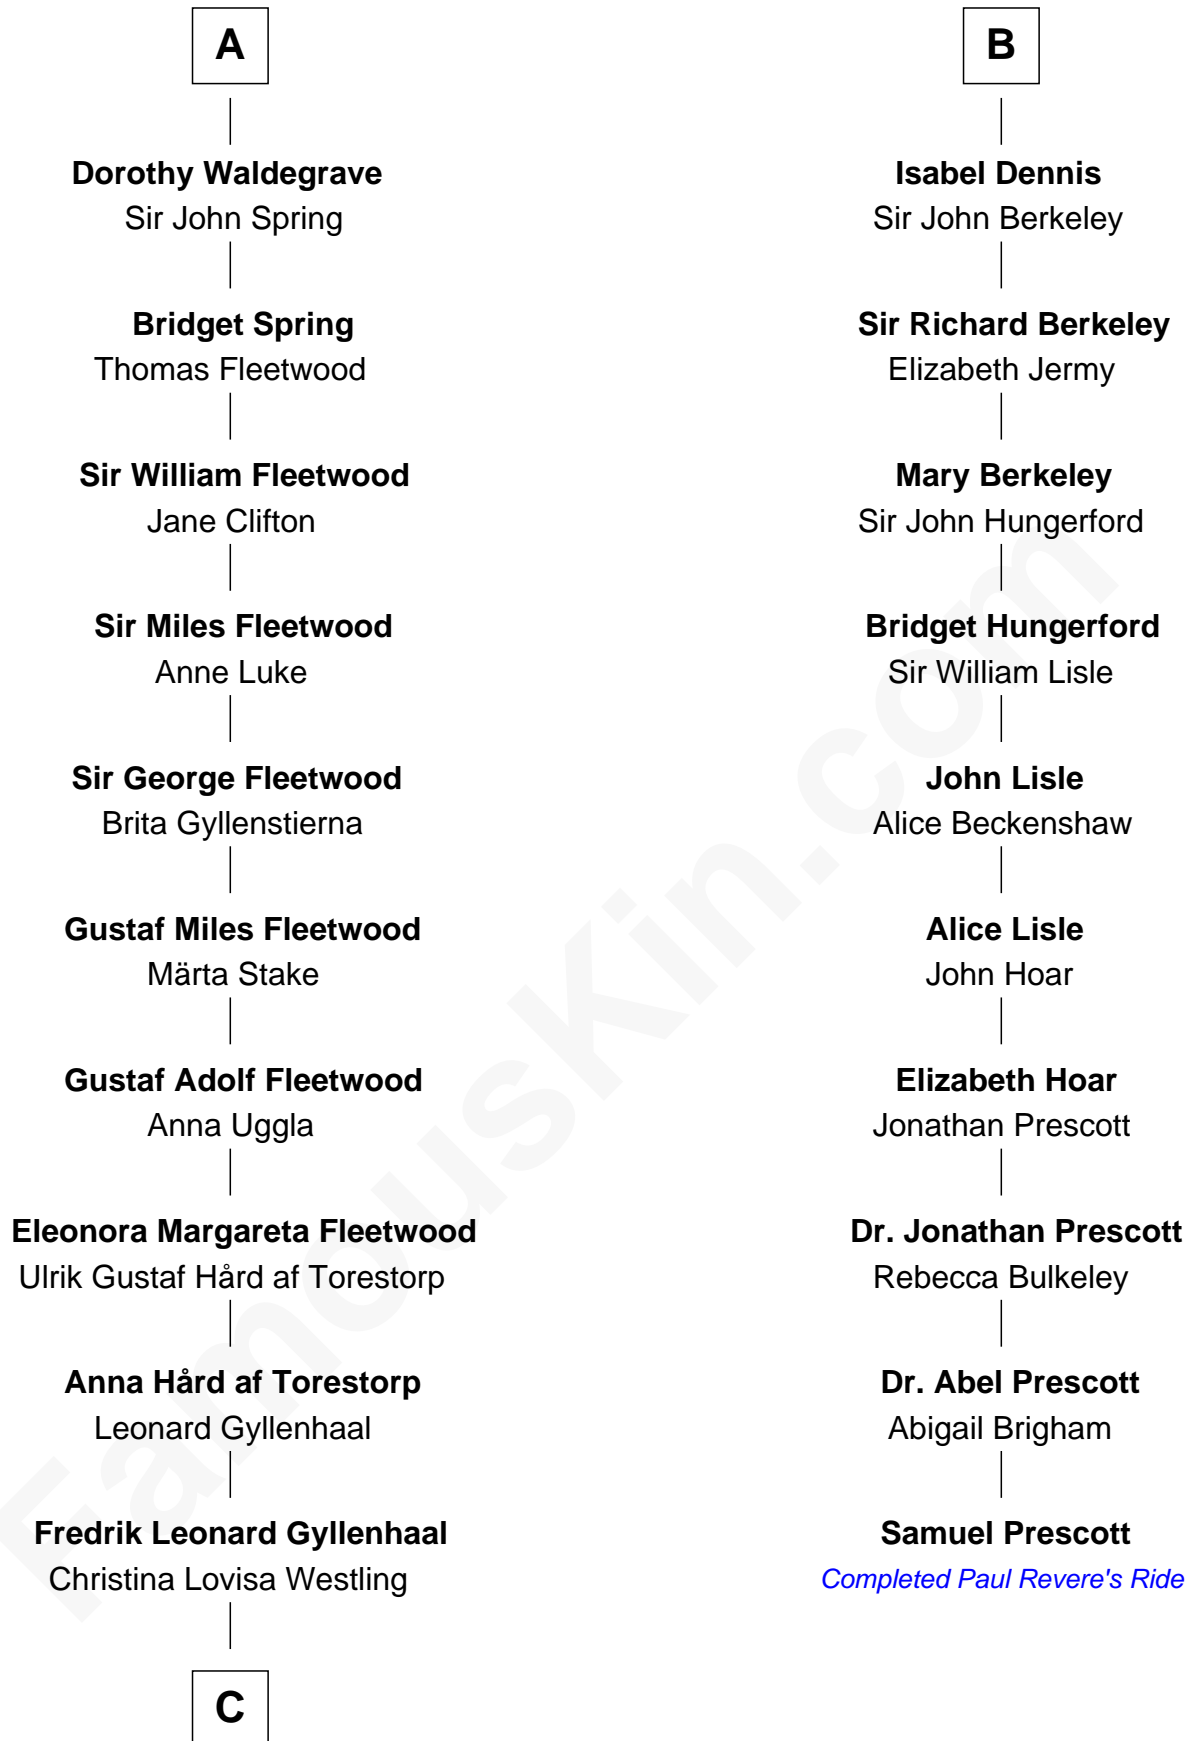 A
Dorothy Waldegrave
Sir John Spring
Bridget Spring
Thomas Fleetwood
Sir William Fleetwood
Jane Clifton
Sir Miles Fleetwood
Anne Luke
Sir George Fleetwood
Brita Gyllenstierna
Gustaf Miles Fleetwood
Märta Stake
Gustaf Adolf Fleetwood
Anna Uggla
Eleonora Margareta Fleetwood
Ulrik Gustaf Hård af Torestorp
Anna Hård af Torestorp
Leonard Gyllenhaal
Fredrik Leonard Gyllenhaal
Christina Lovisa Westling
C
B
Isabel Dennis
Sir John Berkeley
Sir Richard Berkeley
Elizabeth Jermy
Mary Berkeley
Sir John Hungerford
Bridget Hungerford
Sir William Lisle
John Lisle
Alice Beckenshaw
Alice Lisle
John Hoar
Elizabeth Hoar
Jonathan Prescott
Dr. Jonathan Prescott
Rebecca Bulkeley
Dr. Abel Prescott
Abigail Brigham
Samuel Prescott
Completed Paul Revere's Ride
FamousKin.com